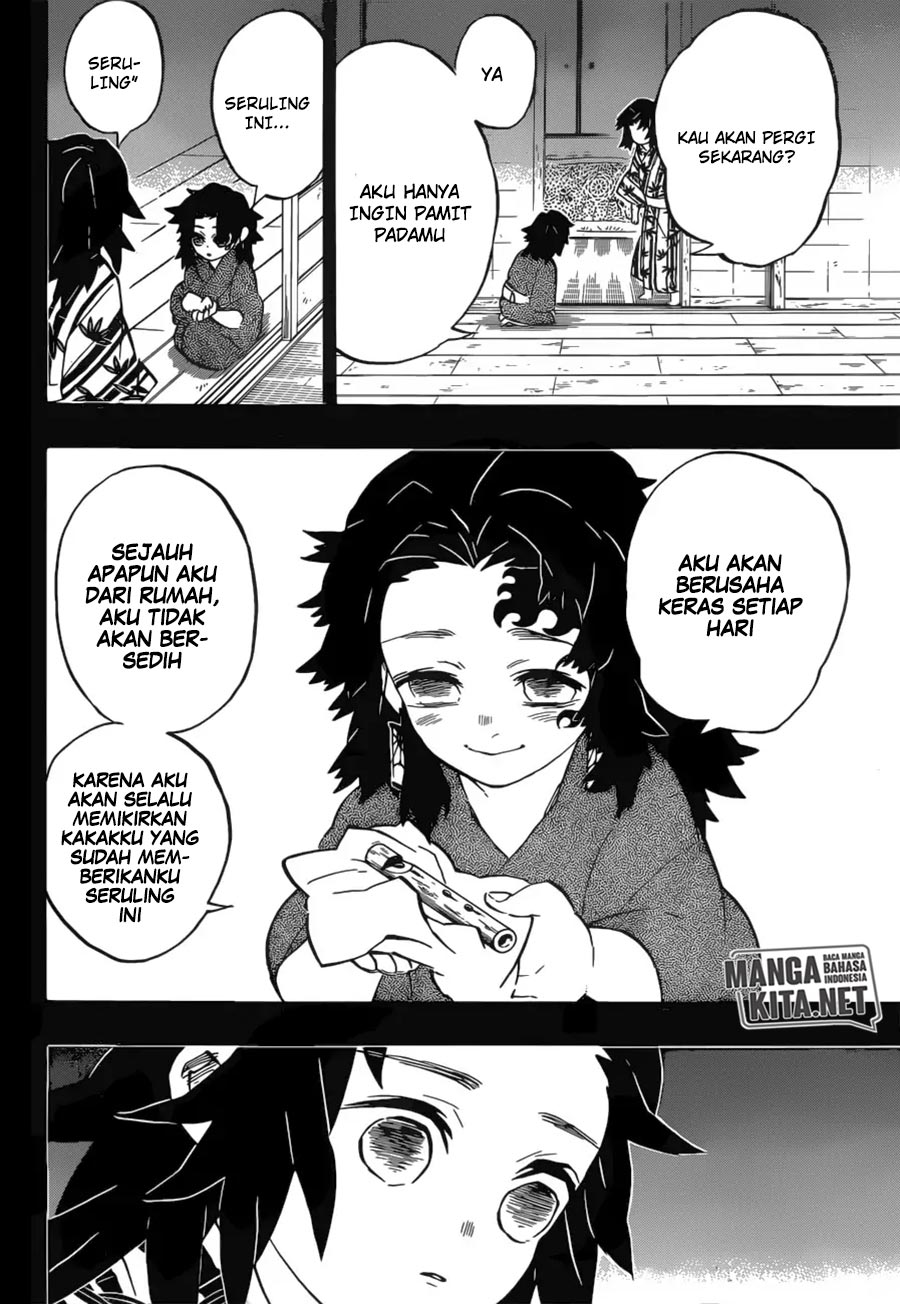 KAU AKAN PERGI
SEKARANG?
YA
AKU HANYA
INGIN PAMIT
PADAMU
SERULING
INI...
SERU-
LING"
AKU AKAN
BERUSAHA
KERAS SETIAP
HARI
SEJAUH
APAPUN AKU
DARI RUMAH,
AKU TIDAK
AKAN BER-
SEDIH
KARENA AKU
AKAN SELALU
MEMIKIRKAN
KAKAKKU YANG
SUDAH MEM-
BERIKANKU
SERULING
INI
MANGA
KITA.NET
BACA MANGA
BAHASA
INDONESIA